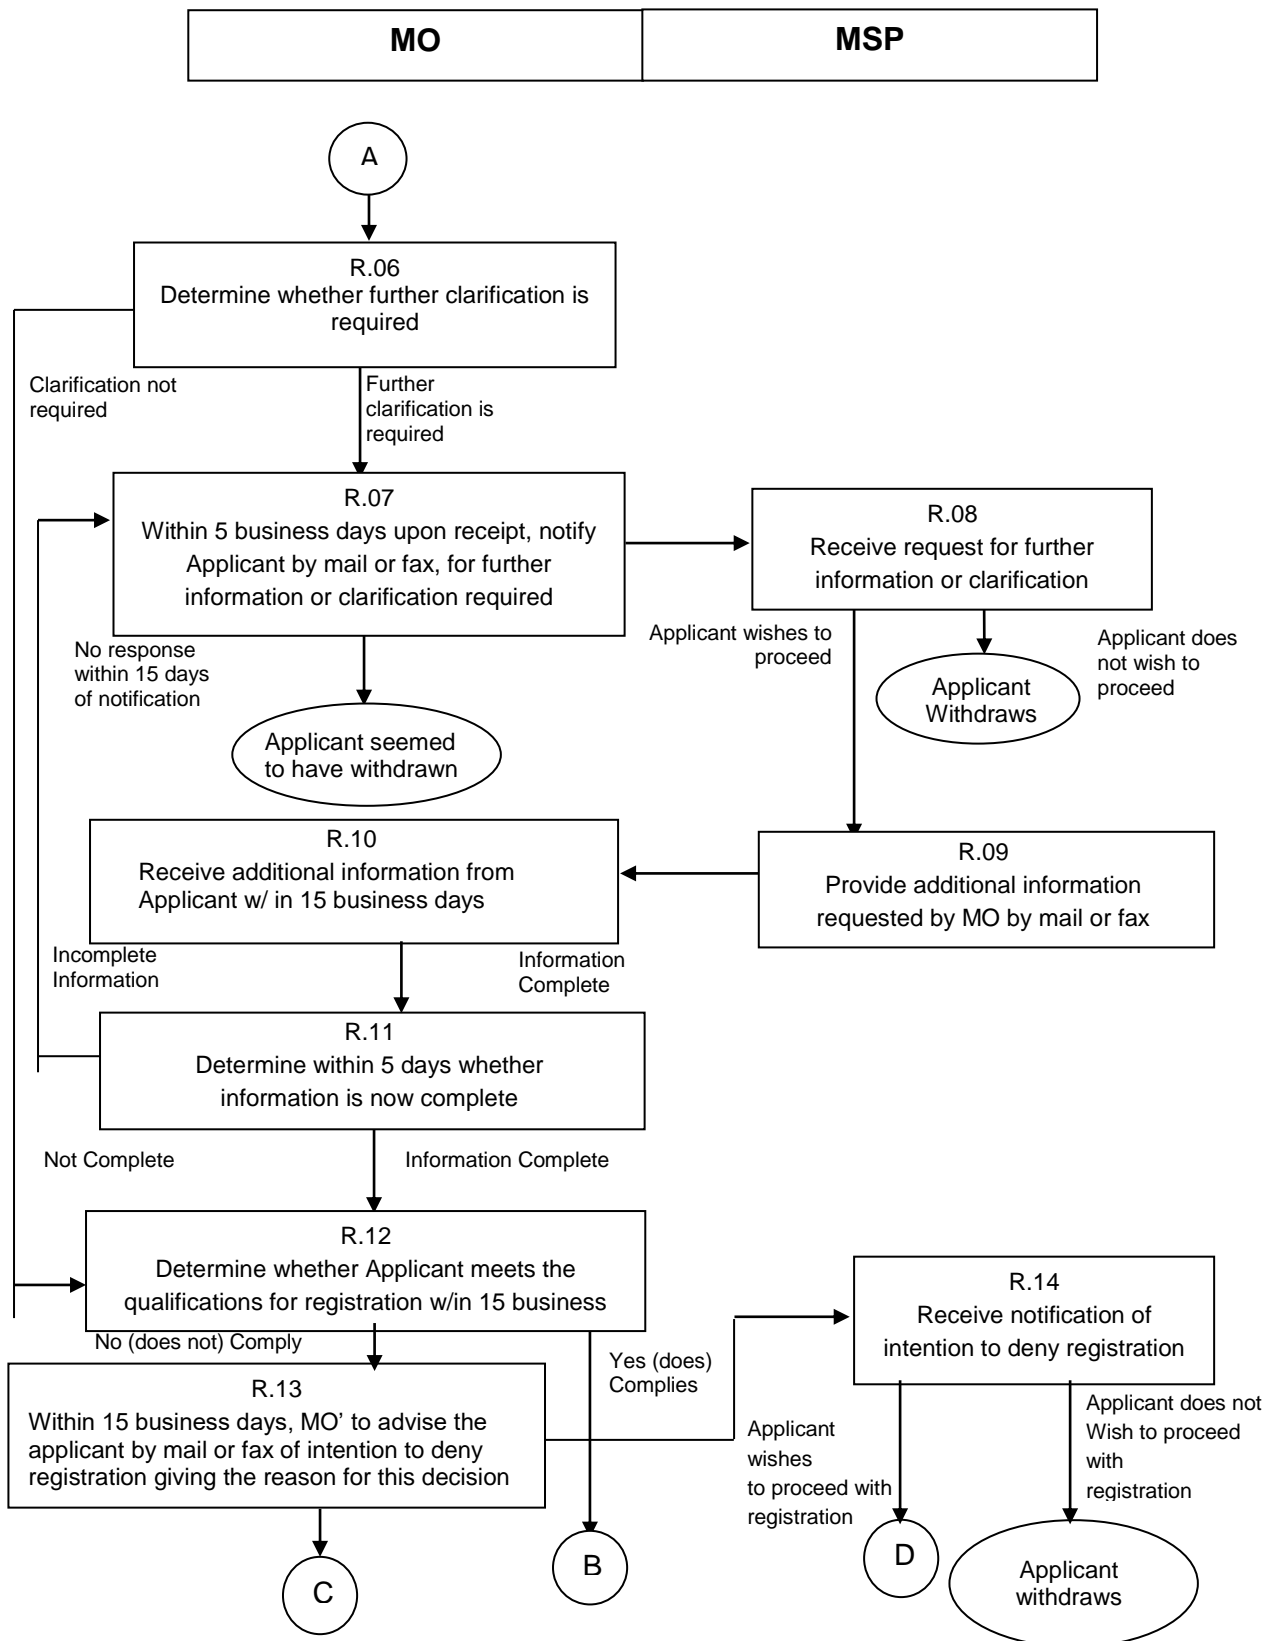 MO
MSP
A
R.06
Determine whether further clarification is
required
Clarification not
required
Further
clarification is
required
R.07
Within 5 business days upon receipt, notify
Applicant by mail or fax, for further
information or clarification required
R.08
Receive request for further
information or clarification
No response
within 15 days
of notification
Applicant wishes to
proceed
Applicant does
not wish to
proceed
Applicant
Withdraws
Applicant seemed
to have withdrawn
R.10
Receive additional information from
Applicant w/ in 15 business days
R.09
Provide additional information
requested by MO by mail or fax
Incomplete
Information
Information
Complete
R.11
Determine within 5 days whether
information is now complete
Not Complete
Information Complete
R.12
Determine whether Applicant meets the
qualifications for registration w/in 15 business
R.14
Receive notification of
intention to deny registration
No (does not) Comply
Yes (does)
Complies
R.13
Within 15 business days, MO’ to advise the
applicant by mail or fax of intention to deny
registration giving the reason for this decision
Applicant
wishes
to proceed with
registration
Applicant does not
Wish to proceed
with
registration
C
B
D
Applicant
withdraws